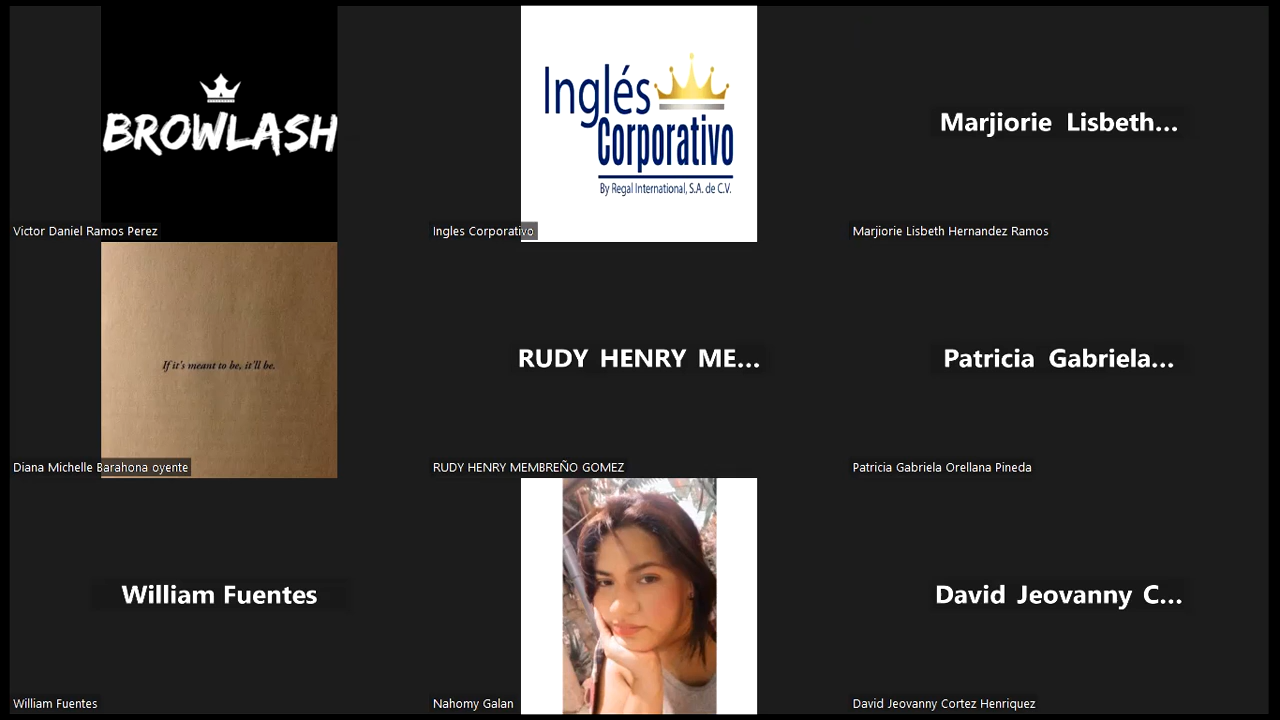 BROWLASH
Victor Daniel Ramos Perez
Inglés
Corporativo
By Regal International, S.A. de C.V.
Ingles Corporativo
Marjiorie Lisbeth...
Marjiorie Lisbeth Hernandez Ramos
If it's meant to be, it'll be.
Diana Michelle Barahona oyente
RUDY HENRY ME...
RUDY HENRY MEMBREÑO GOMEZ
Patricia Gabriela...
Patricia Gabriela Orellana Pineda
William Fuentes
William Fuentes
Nahomy Galan
David Jeovanny C...
David Jeovanny Cortez Henriquez